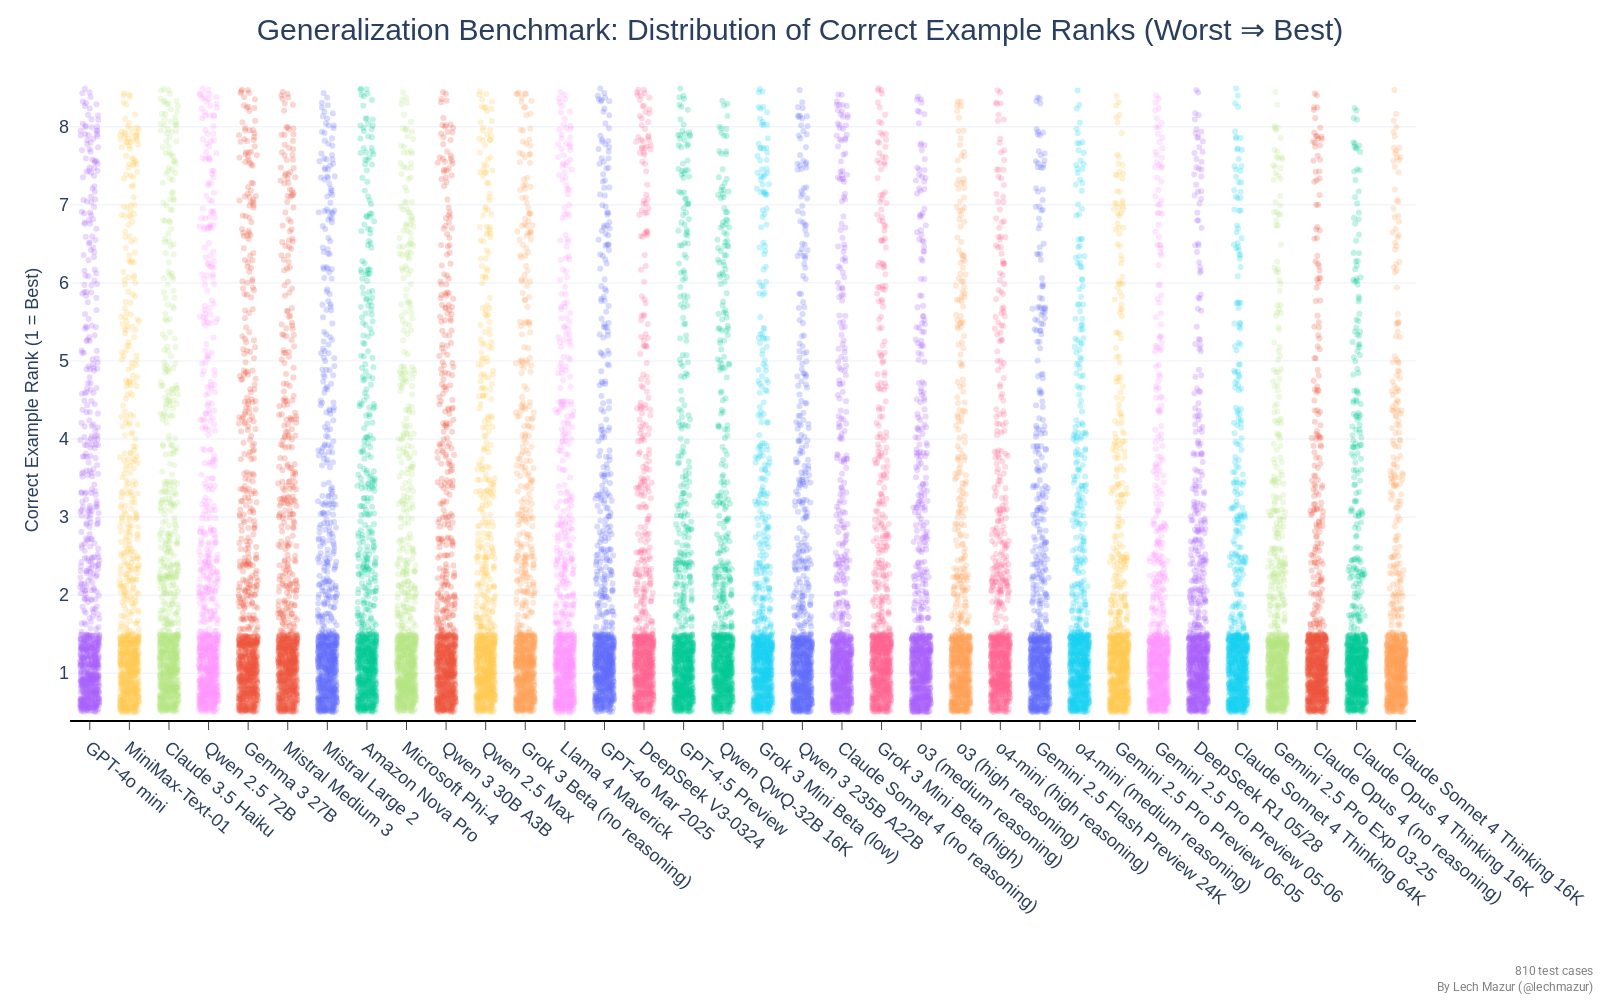 Generalization Benchmark: Distribution of Correct Example Ranks (Worst ⇒ Best)
Correct Example Rank (1 = Best)
8
7
6
5
4
3
2
1
GPT-4o mini
MiniMax-Text-01
Claude 3.5 Haiku
Qwen 2.5 72B
Gemma 3 27B
Mistral Medium 3
Mistral Large 2
Amazon Nova Pro
Microsoft Phi-4
Qwen 3 30B A3B
Qwen 2.5 Max
Grok 3 Beta (no reasoning)
Llama 4 Maverick
GPT-4o Mar 2025
DeepSeek V3-0324
GPT-4.5 Preview
Qwen QwQ-32B 16K
Grok 3 Mini Beta (low)
Qwen 3 235B A22B
Claude Sonnet 4 (no reasoning)
Grok 3 Mini Beta (high)
o3 (medium reasoning)
o3 (high reasoning)
o4-mini (high reasoning)
Gemini 2.5 Flash Preview 24K
o4-mini (medium reasoning)
Gemini 2.5 Pro Preview 06-05
Gemini 2.5 Pro Preview 05-06
DeepSeek R1 05/28
Claude Sonnet 4 Thinking 64K
Gemini 2.5 Pro Exp 03-25
Claude Opus 4 (no reasoning)
Claude Opus 4 Thinking 16K
Claude Sonnet 4 Thinking 16K
810 test cases
By Lech Mazur (@lechmazur)